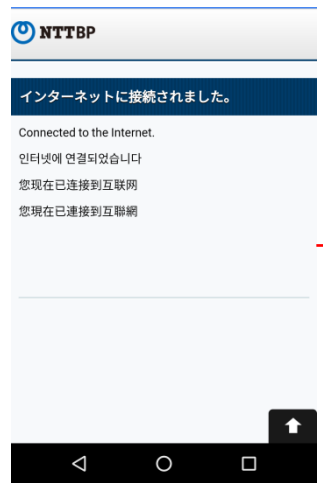 NTTBP
インターネットに接続されました。
Connected to the Internet.
인터넷에 연결되었습니다
您现在已连接到互联网
您現在已連接到互聯網